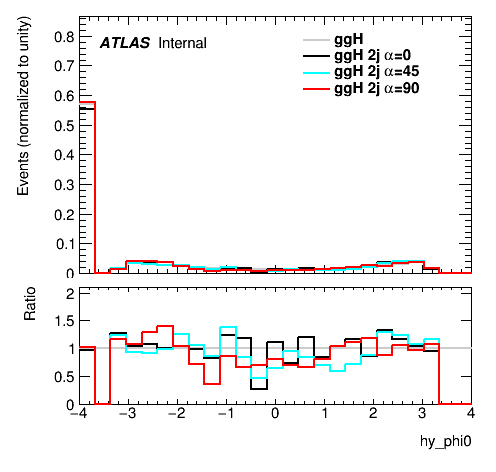 Events (normalized to unity)
0.8
0.7
0.6
0.5
0.4
0.3
0.2
0.1
0
ATLAS Internal
ggH
ggH 2j α=0
ggH 2j α=45
ggH 2j α=90
Ratio
2
1.5
1
0.5
0
−4 −3 −2 −1 0 1 2 3 4
hy_phi0